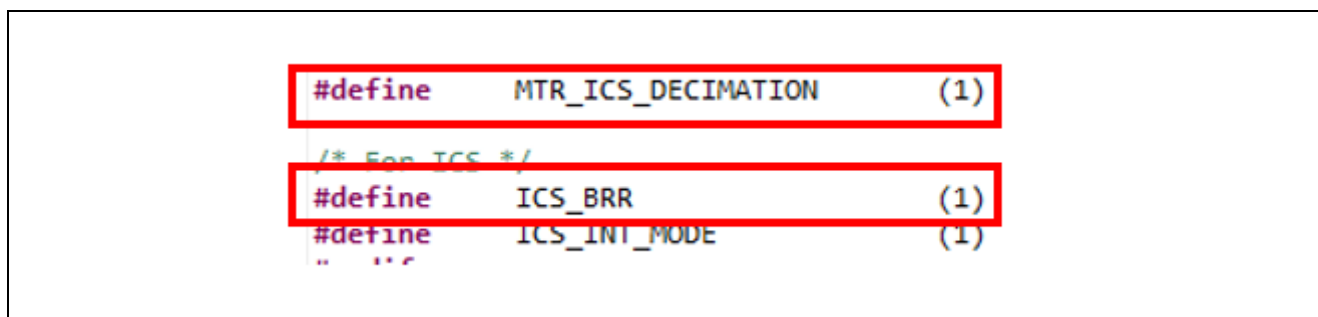 #define MTR_ICS_DECIMATION (1)
/* For ICS */
#define ICS_BRR (1)
#define ICS_INT_MODE (1)